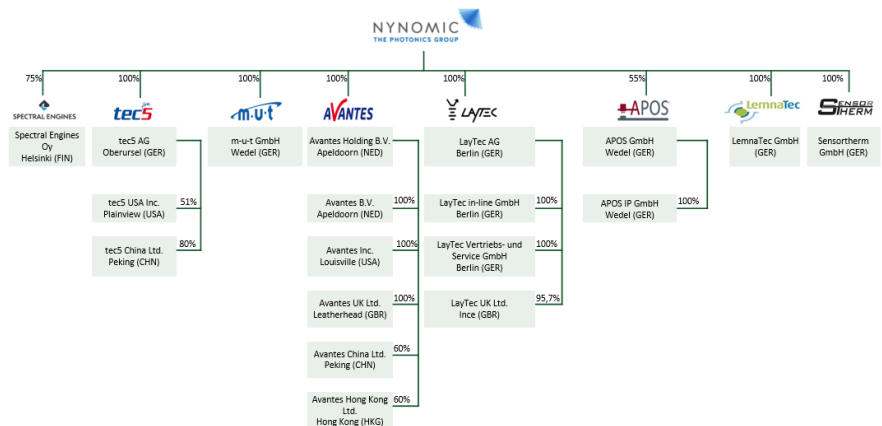 NYNOMIC
THE PHOTONICS GROUP
75%
100%
100%
100%
100%
55%
100%
100%
SPECTRAL ENGINES
tec5
m·u·t
AVANTES
LAYTEC
APOS
LemnaTec
SENSOR
THERM
Spectral Engines
Oy
Helsinki (FIN)
tec5 AG
Oberursel (GER)
m-u-t GmbH
Wedel (GER)
Avantes Holding B.V.
Apeldoorn (NED)
LayTec AG
Berlin (GER)
APOS GmbH
Wedel (GER)
LemnaTec GmbH
(GER)
Sensortherm
GmbH (GER)
tec5 USA Inc.
Plainview (USA)
51%
Avantes B.V.
Apeldoorn (NED)
100%
LayTec in-line GmbH
Berlin (GER)
100%
APOS IP GmbH
Wedel (GER)
100%
tec5 China Ltd.
Peking (CHN)
80%
Avantes Inc.
Louisville (USA)
100%
LayTec Vertriebs- und
Service GmbH
Berlin (GER)
100%
Avantes UK Ltd.
Leatherhead (GBR)
100%
LayTec UK Ltd.
Ince (GBR)
95,7%
Avantes China Ltd.
Peking (CHN)
60%
Avantes Hong Kong
Ltd.
Hong Kong (HKG)
60%